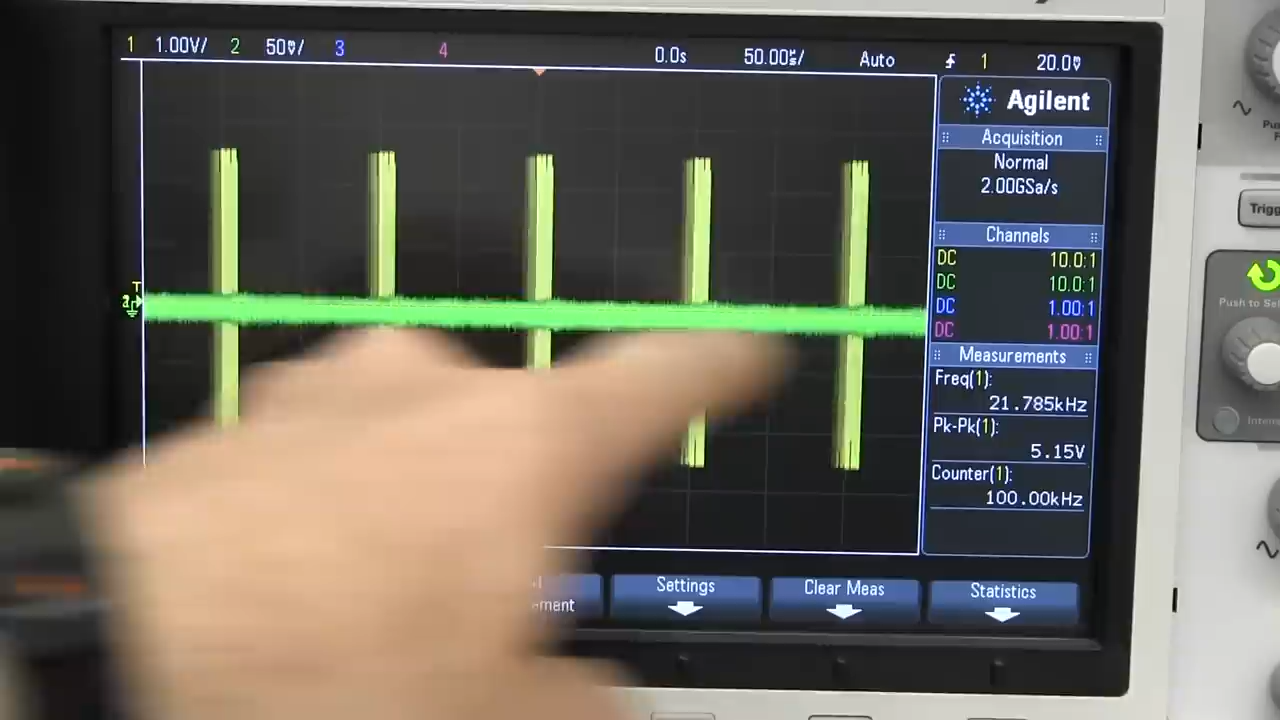 1 1.00V/ 2 50V/ 3 4 0.0s 50.00µs/ Auto 1 20.0V
Agilent
Acquisition
Normal
2.00GSa/s
Channels
DC 10.0:1
DC 10.0:1
DC 1.00:1
DC 1.00:1
Measurements
Freq(1):
21.785kHz
Pk-Pk(1):
5.15V
Counter(1):
100.00kHz
T
2
Settings
Clear Meas
Statistics
Trigg
Push to Sel
Intens